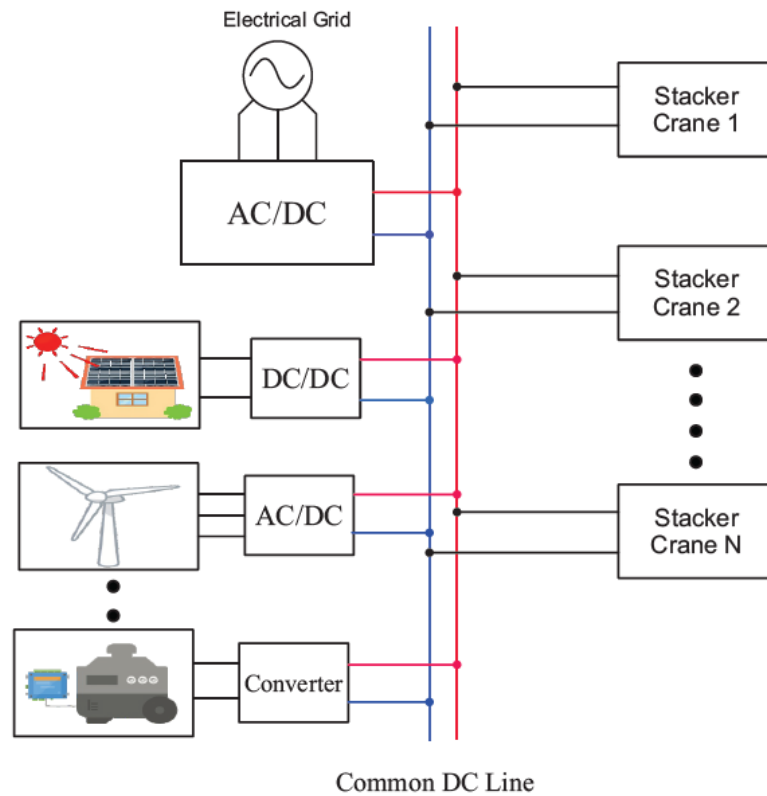 Electrical Grid
AC/DC
DC/DC
AC/DC
Converter
Stacker
Crane 1
Stacker
Crane 2
Stacker
Crane N
Common DC Line